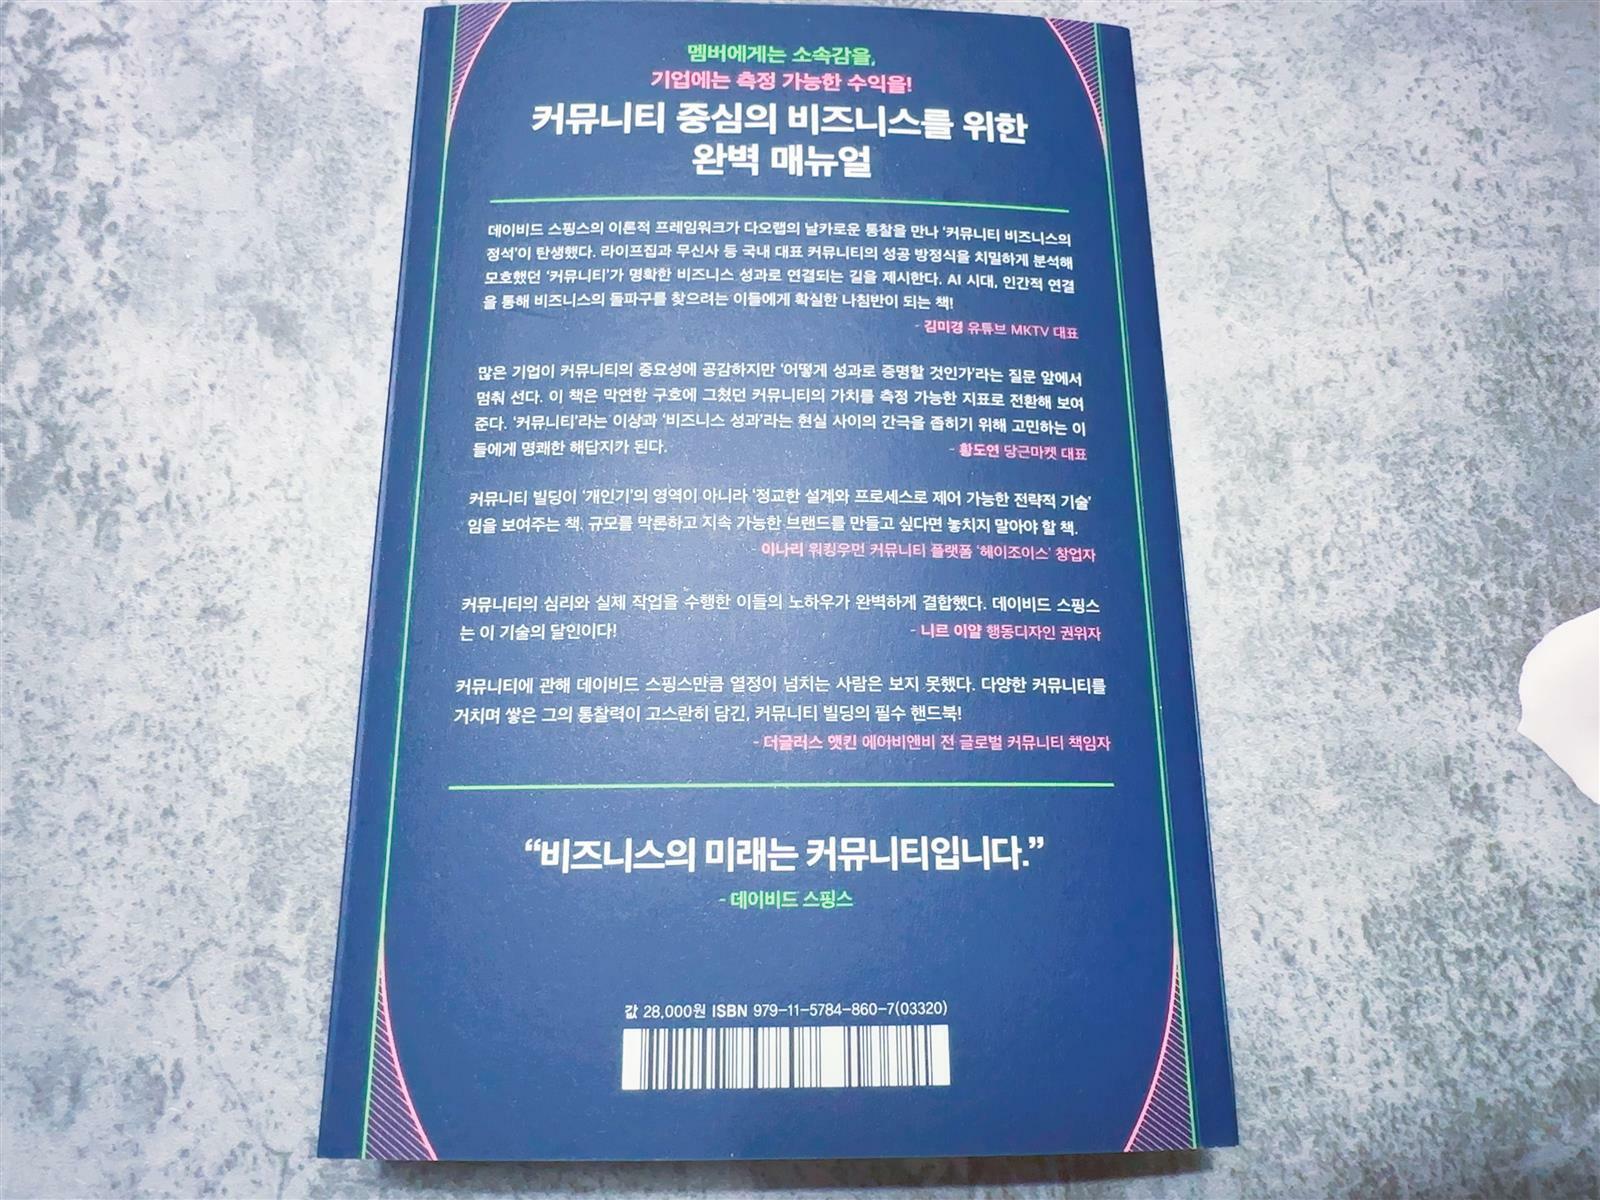 멤버에게는 소속감을,
기업에는 측정 가능한 수익을!
커뮤니티 중심의 비즈니스를 위한
완벽 매뉴얼
데이비드 스핑스의 이론적 프레임워크가 다오랩의 날카로운 통찰을 만나 ‘커뮤니티 비즈니스의
정석’이 탄생했다. 라이프집과 무신사 등 국내 대표 커뮤니티의 성공 방정식을 치밀하게 분석해
모호했던 ‘커뮤니티’가 명확한 비즈니스 성과로 연결되는 길을 제시한다. AI 시대, 인간적 연결
을 통해 비즈니스의 돌파구를 찾으려는 이들에게 확실한 나침반이 되는 책!
- 김미경 유튜브 MKTV 대표
많은 기업이 커뮤니티의 중요성에 공감하지만 ‘어떻게 성과로 증명할 것인가’라는 질문 앞에서
멈춰 선다. 이 책은 막연한 구호에 그쳤던 커뮤니티의 가치를 측정 가능한 지표로 전환해 보여
준다. ‘커뮤니티’라는 이상과 ‘비즈니스 성과’라는 현실 사이의 간극을 좁히기 위해 고민하는 이
들에게 명쾌한 해답지가 된다. - 황도연 당근마켓 대표
커뮤니티 빌딩이 ‘개인기’의 영역이 아니라 ‘정교한 설계와 프로세스로 제어 가능한 전략적 기술’
임을 보여주는 책. 규모를 막론하고 지속 가능한 브랜드를 만들고 싶다면 놓치지 말아야 할 책.
- 이나리 워킹우먼 커뮤니티 플랫폼 ‘헤이조이스’ 창업자
커뮤니티의 심리와 실제 작업을 수행한 이들의 노하우가 완벽하게 결합했다. 데이비드 스핑스
는 이 기술의 달인이다! - 니르 이얄 행동디자인 권위자
커뮤니티에 관해 데이비드 스핑스만큼 열정이 넘치는 사람은 보지 못했다. 다양한 커뮤니티를
거치며 쌓은 그의 통찰력이 고스란히 담긴, 커뮤니티 빌딩의 필수 핸드북!
- 더글러스 앳킨 에어비앤비 전 글로벌 커뮤니티 책임자
“비즈니스의 미래는 커뮤니티입니다.”
- 데이비드 스핑스
값 28,000원 ISBN 979-11-5784-860-7(03320)